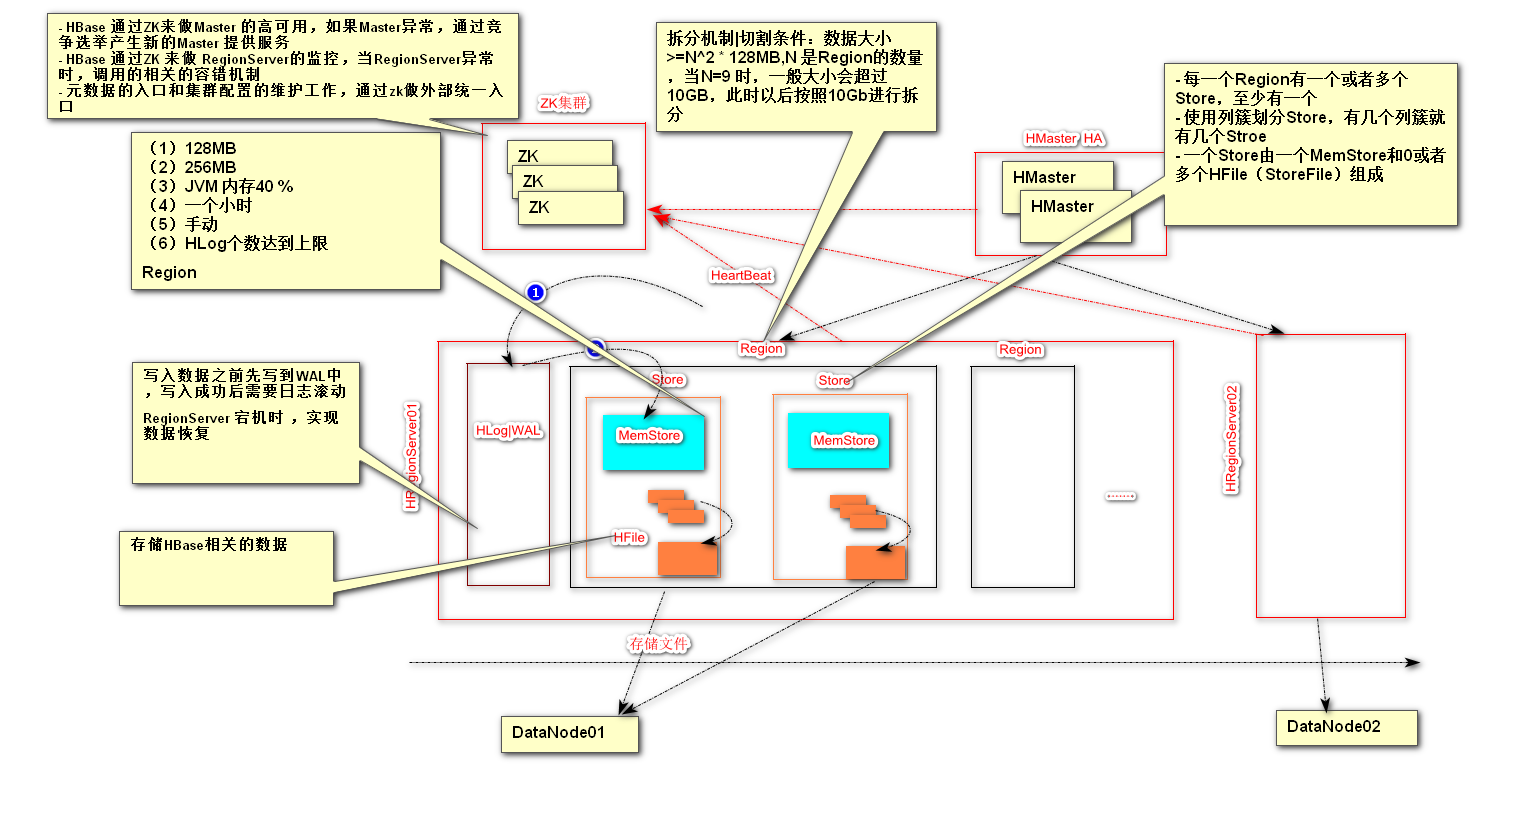 - HBase 通过ZK来做Master 的高可用，如果Master异常，通过竞
争选举产生新的Master 提供服务
- HBase 通过ZK 来做 RegionServer的监控，当RegionServer异常
时，调用的相关的容错机制
- 元数据的入口和集群配置的维护工作，通过zk做外部统一入
口
ZK集群
ZK
ZK
ZK
拆分机制|切割条件：数据大小
>=N^2 * 128MB,N 是Region的数量
，当N=9 时，一般大小会超过
10GB，此时以后按照10Gb进行拆
分
HMaster HA
HMaster
HMaster
- 每一个Region有一个或者多个
Store，至少有一个
- 使用列簇划分Store，有几个列簇就
有几个Stroe
- 一个Store由一个MemStore和0或者
多个HFile（StoreFile）组成
（1）128MB
（2）256MB
（3）JVM 内存40 %
（4）一个小时
（5）手动
（6）HLog个数达到上限
Region
HeartBeat
1
Region
Region
写入数据之前先写到WAL中
，写入成功后需要日志滚动
RegionServer 宕机时 ，实现
数据恢复
HRegionServer01
HLog|WAL
Store
MemStore
HFile
Store
MemStore
.......
HRegionServer02
存储HBase相关的数据
存储文件
DataNode01
DataNode02